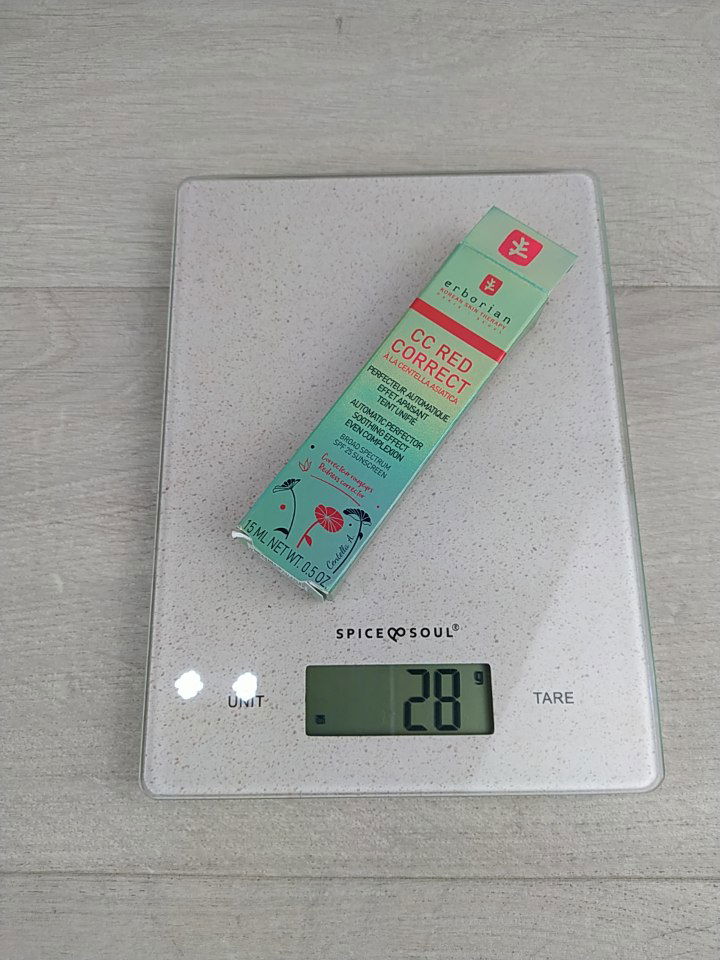 erborian
KOREAN SKIN THERAPY
CC RED
CORRECT
À LA CENTELLA ASIATICA
PERFECTEUR AUTOMATIQUE
EFFET APAISANT
TEINT UNIFIÉ
AUTOMATIC PERFECTOR
SOOTHING EFFECT
EVEN COMPLEXION
BROAD SPECTRUM
SPF 25 SUNSCREEN
Correcteur rougeurs
Redness corrector
Centella A.
15 ML NET WT. 0.5 OZ.
SPICE&SOUL®
UNIT
28 g
TARE